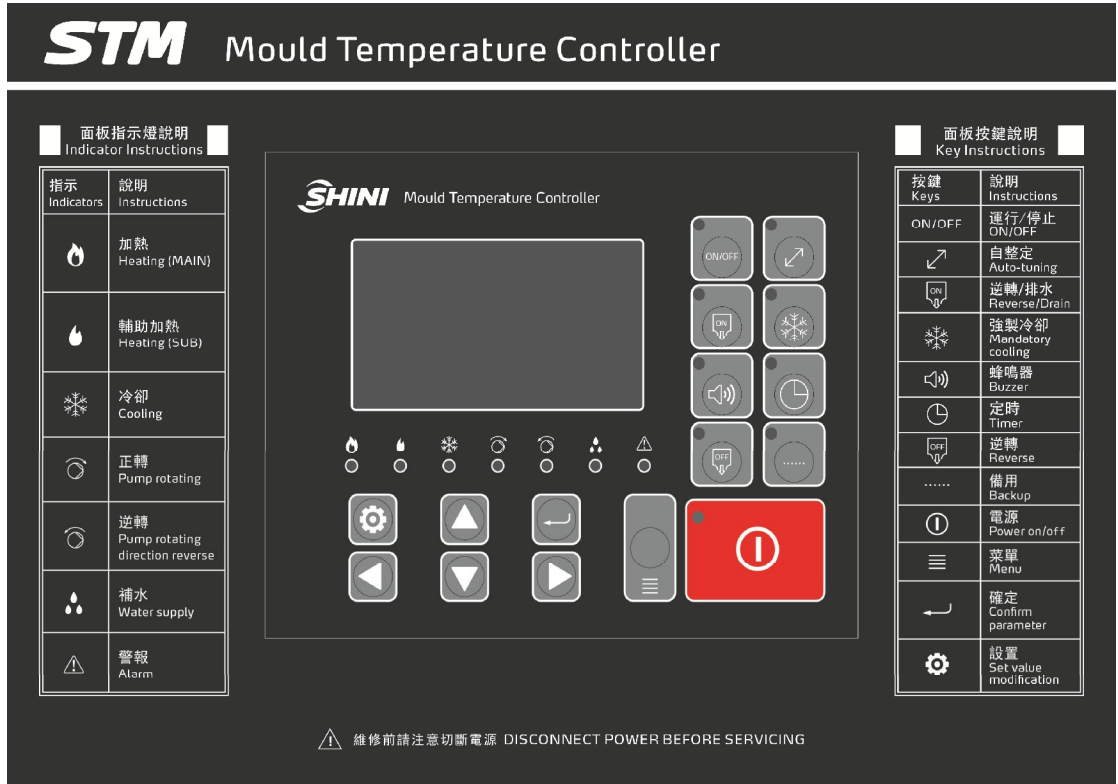 STM Mould Temperature Controller
面板指示燈說明
Indicator Instructions
指示 說明
Indicators Instructions
加熱
Heating (MAIN)
輔助加熱
Heating (SUB)
冷卻
Cooling
正轉
Pump rotating
逆轉
Pump rotating
direction reverse
補水
Water supply
警報
Alarm
SHINI Mould Temperature Controller
ON/OFF
ON
OFF
......
面板按鍵說明
Key Instructions
按鍵 說明
Keys Instructions
ON/OFF 運行/停止
ON/OFF
自整定
Auto-tuning
ON 逆轉/排水
Reverse/Drain
強製冷卻
Mandatory
cooling
蜂鳴器
Buzzer
定時
Timer
OFF 逆轉
Reverse
...... 備用
Backup
電源
Power on/off
菜單
Menu
確定
Confirm
parameter
設置
Set value
modification
維修前請注意切斷電源 DISCONNECT POWER BEFORE SERVICING